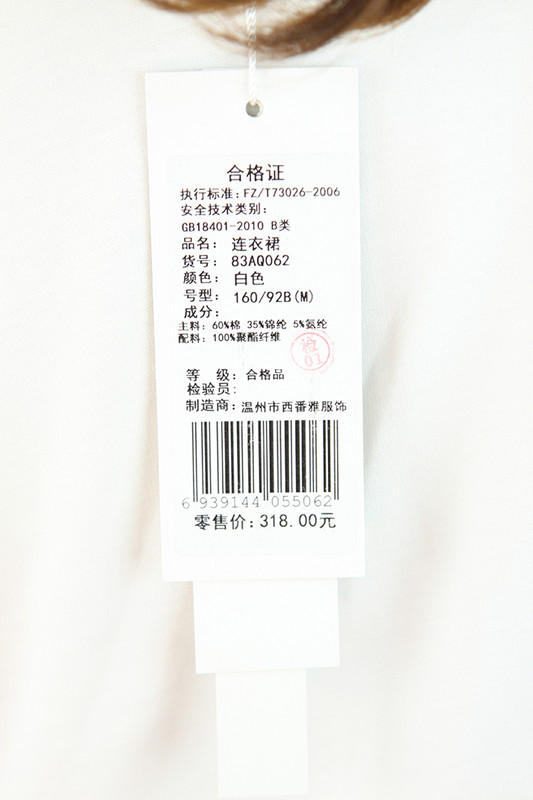 合格证
执行标准：FZ/T73026-2006
安全技术类别：
GB18401-2010 B类
品名： 连衣裙
货号： 83AQ062
颜色： 白色
号型： 160/92B(M)
成分：
主料： 60%棉 35%锦纶 5%氨纶
配料： 100%聚酯纤维
检
01
等 级： 合格品
检验员：
制造商： 温州市西番雅服饰
6 939144 055062
零售价：318.00元